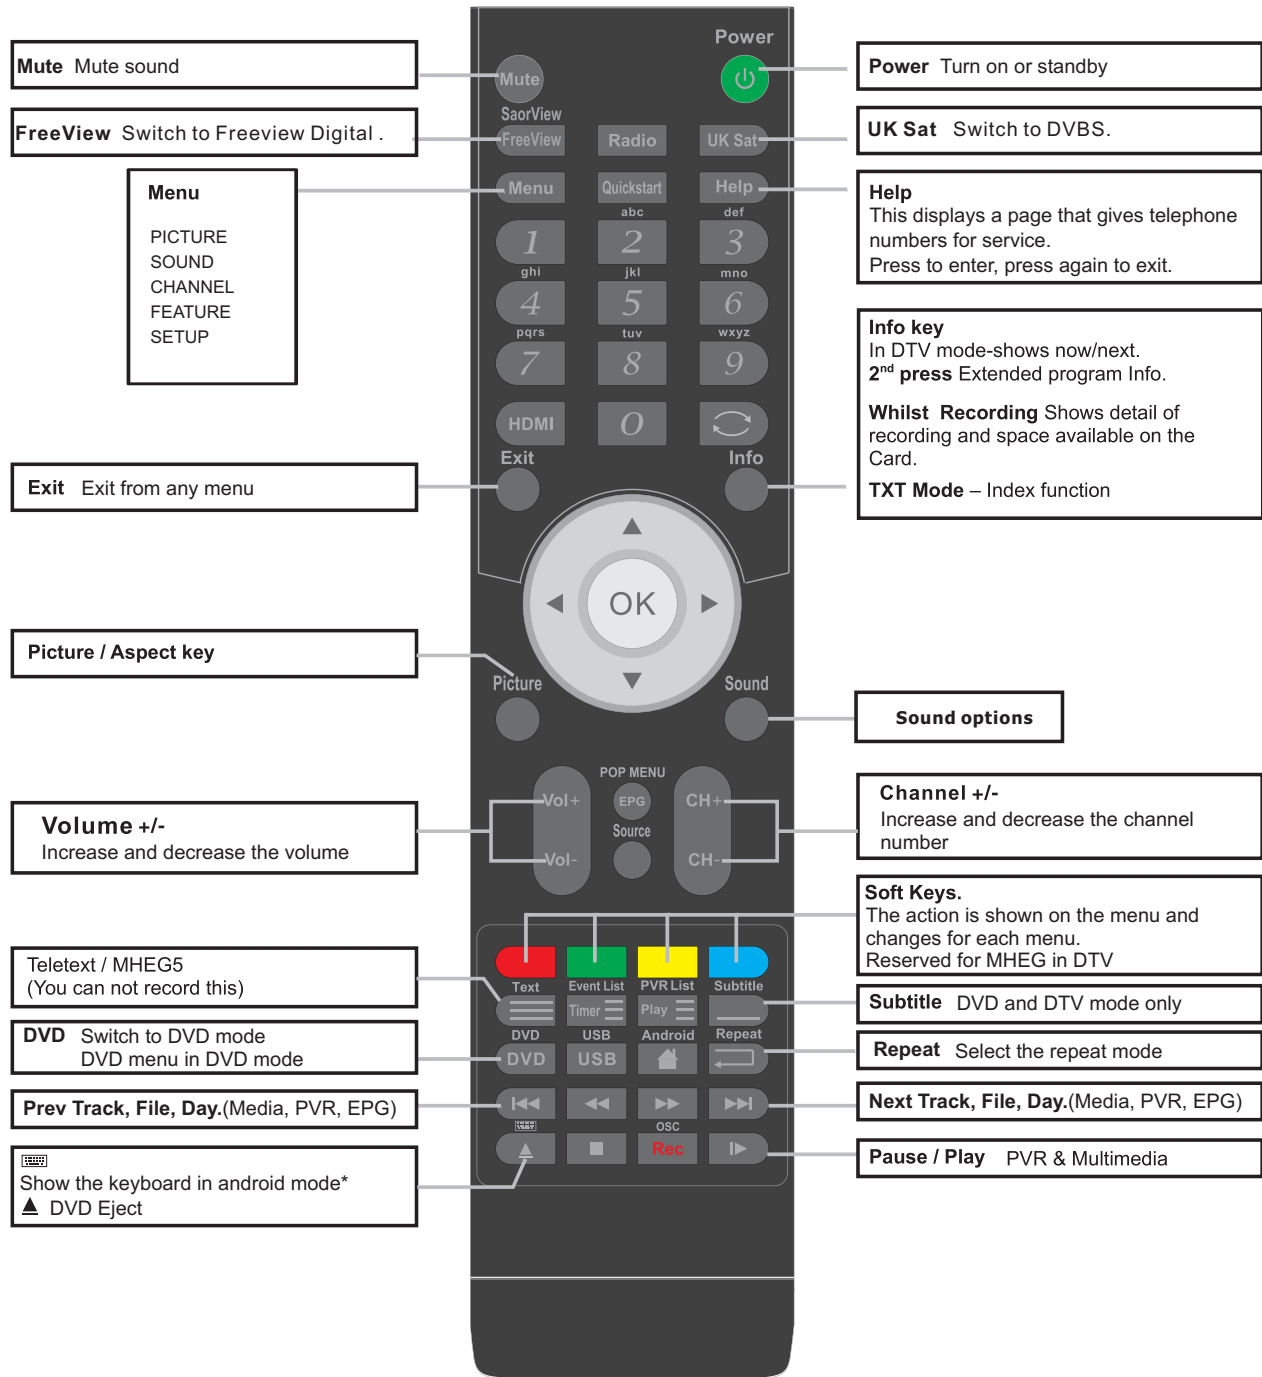 Power
Mute Mute sound
Mute
Power Turn on or standby
SaorView
FreeView Switch to Freeview Digital .
FreeView
Radio
UK Sat
UK Sat Switch to DVBS.
Menu
PICTURE
SOUND
CHANNEL
FEATURE
SETUP
Menu
Quickstart
Help
Help
This displays a page that gives telephone
numbers for service.
Press to enter, press again to exit.
abc
def
1
2
3
ghi
jkl
mno
4
5
6
pqrs
tuv
wxyz
7
8
9
HDMI
0
Info key
In DTV mode-shows now/next.
2nd press Extended program Info.
Whilst Recording Shows detail of
recording and space available on the
Card.
TXT Mode – Index function
Exit
Info
Exit Exit from any menu
OK
Picture / Aspect key
Picture
Sound
Sound options
POP MENU
Vol+
EPG
CH+
Source
Vol-
CH-
Volume +/-
Increase and decrease the volume
Channel +/-
Increase and decrease the channel
number
Soft Keys.
The action is shown on the menu and
changes for each menu.
Reserved for MHEG in DTV
Teletext / MHEG5
(You can not record this)
Text
Event List
PVR List
Subtitle
Timer
Play
Subtitle DVD and DTV mode only
DVD Switch to DVD mode
DVD menu in DVD mode
DVD
USB
Android
Repeat
DVD
USB
Repeat Select the repeat mode
Prev Track, File, Day.(Media, PVR, EPG)
Next Track, File, Day.(Media, PVR, EPG)
OSC
Rec
Show the keyboard in android mode*
DVD Eject
Pause / Play PVR & Multimedia